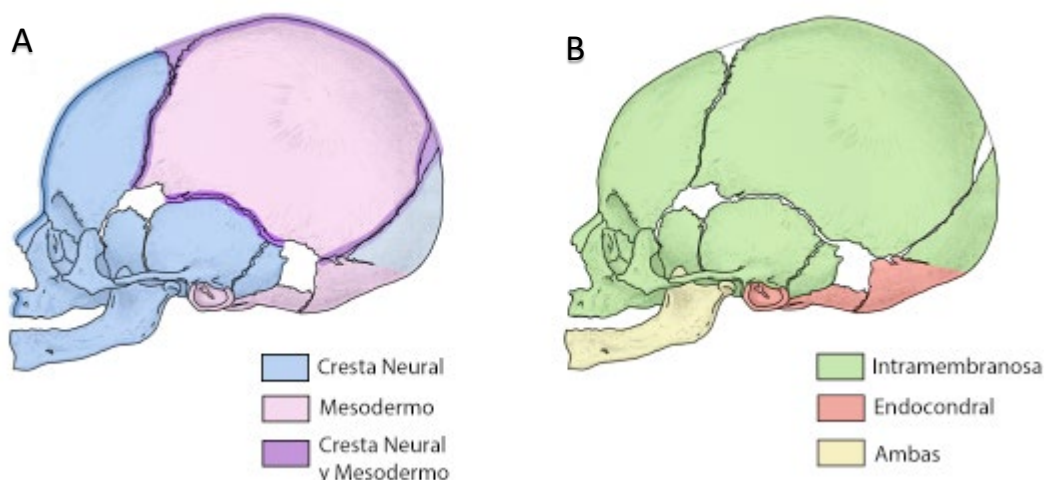 A
B
Cresta Neural
Mesodermo
Cresta Neural
y Mesodermo
Intramembranosa
Endocondral
Ambas